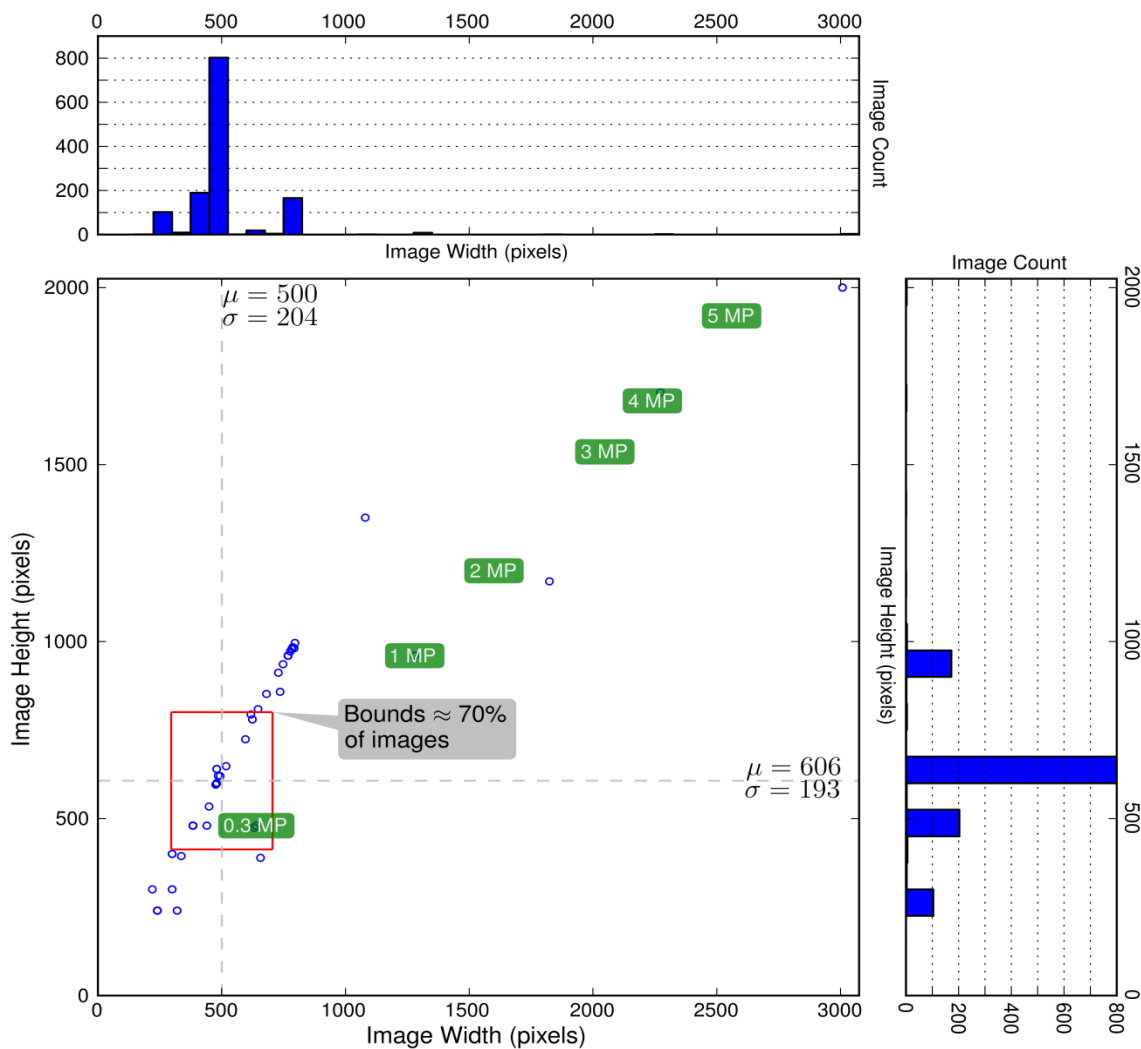 0 500 1000 1500 2000 2500 3000
800
600
400
200
0
Image Count
Image Width (pixels)
Image Count
2000
1500
1000
500
0
Image Height (pixels)
μ = 500
σ = 204
5 MP
4 MP
3 MP
2 MP
1 MP
Bounds ≈ 70%
of images
μ = 606
σ = 193
0.3 MP
0 500 1000 1500 2000 2500 3000
Image Width (pixels)
2000
1500
1000
500
0
Image Height (pixels)
0 200 400 600 800